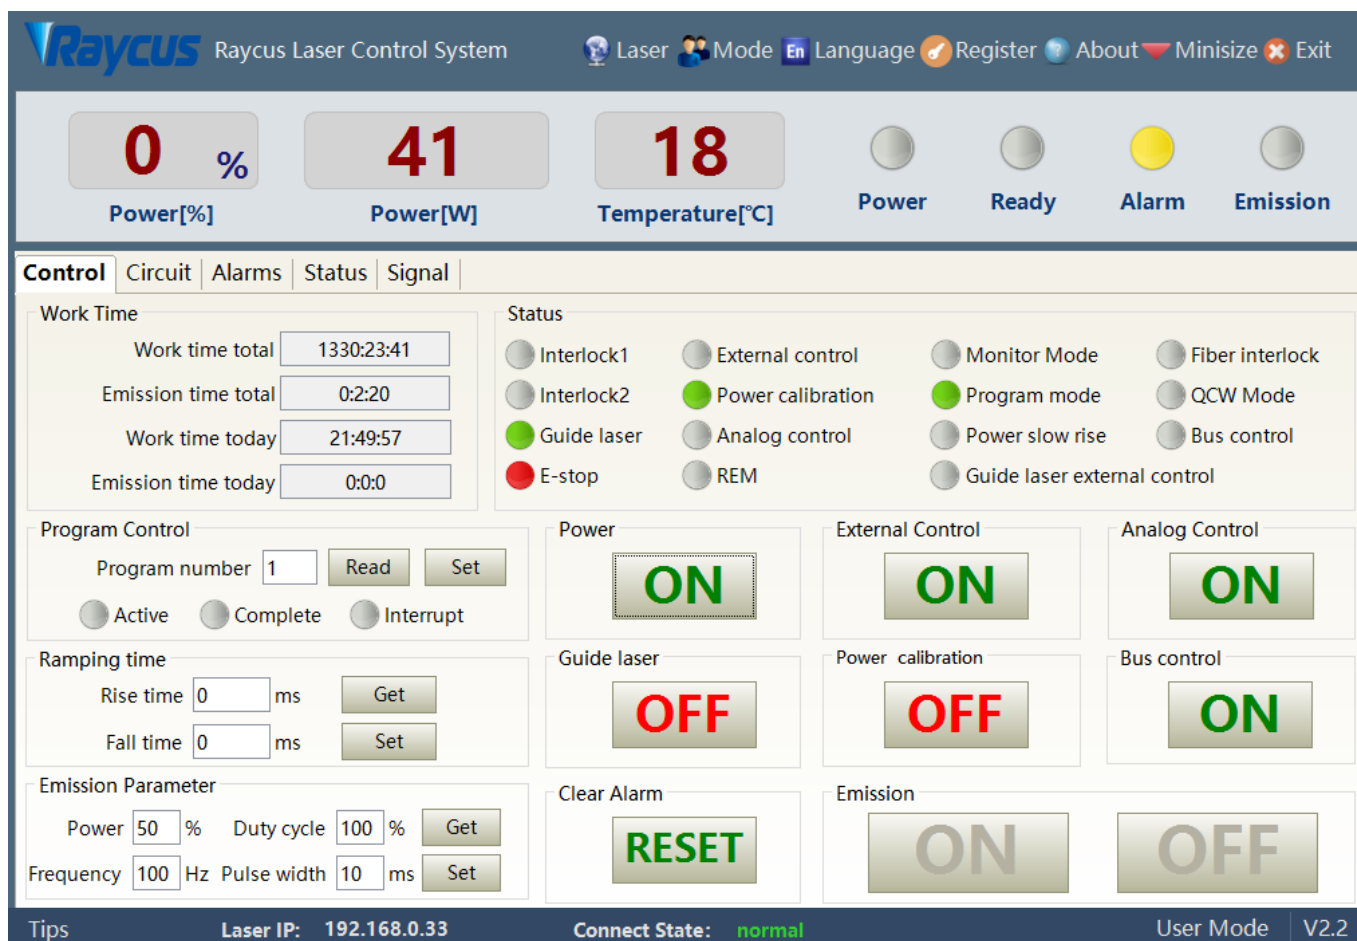 Raycus Raycus Laser Control System Laser Mode En Language Register About Minisize Exit
0 % 41 18
Power[%] Power[W] Temperature[℃] Power Ready Alarm Emission
Control Circuit Alarms Status Signal
Work Time
Work time total 1330:23:41
Emission time total 0:2:20
Work time today 21:49:57
Emission time today 0:0:0
Status
Interlock1 External control Monitor Mode Fiber interlock
Interlock2 Power calibration Program mode QCW Mode
Guide laser Analog control Power slow rise Bus control
E-stop REM Guide laser external control
Program Control
Program number 1 Read Set
Active Complete Interrupt
Power
ON
External Control
ON
Analog Control
ON
Ramping time
Rise time 0 ms Get
Fall time 0 ms Set
Guide laser
OFF
Power calibration
OFF
Bus control
ON
Emission Parameter
Power 50 % Duty cycle 100 % Get
Frequency 100 Hz Pulse width 10 ms Set
Clear Alarm
RESET
Emission
ON OFF
Tips Laser IP: 192.168.0.33 Connect State: normal User Mode V2.2